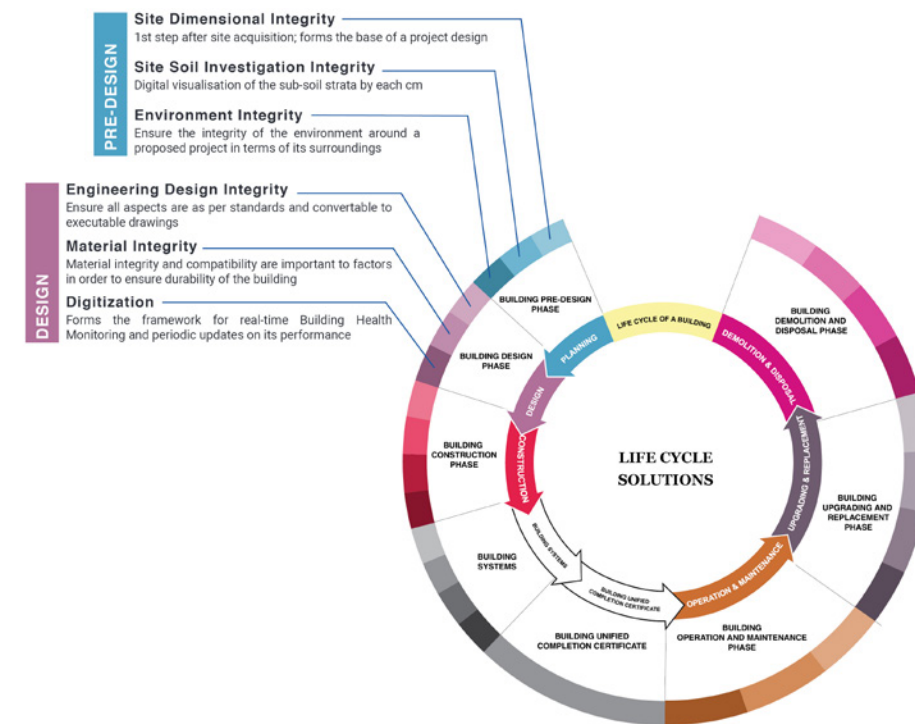 PRE-DESIGN
Site Dimensional Integrity
1st step after site acquisition; forms the base of a project design
Site Soil Investigation Integrity
Digital visualisation of the sub-soil strata by each cm
Environment Integrity
Ensure the integrity of the environment around a
proposed project in terms of its surroundings
DESIGN
Engineering Design Integrity
Ensure all aspects are as per standards and convertable to
executable drawings
Material Integrity
Material integrity and compatibility are important to factors
in order to ensure durability of the building
Digitization
Forms the framework for real-time Building Health
Monitoring and periodic updates on its performance
BUILDING PRE-DESIGN
PHASE
BUILDING DESIGN
PHASE
BUILDING
CONSTRUCTION
PHASE
BUILDING
SYSTEMS
BUILDING UNIFIED
COMPLETION CERTIFICATE
BUILDING
OPERATION AND MAINTENANCE
PHASE
BUILDING
UPGRADING AND
REPLACEMENT
PHASE
BUILDING
DEMOLITION AND
DISPOSAL PHASE
LIFE CYCLE OF A BUILDING
PLANNING
DESIGN
CONSTRUCTION
BUILDING SYSTEMS
BUILDING UNIFIED
COMPLETION CERTIFICATE
OPERATION & MAINTENANCE
UPGRADING & REPLACEMENT
DEMOLITION & DISPOSAL
LIFE CYCLE
SOLUTIONS